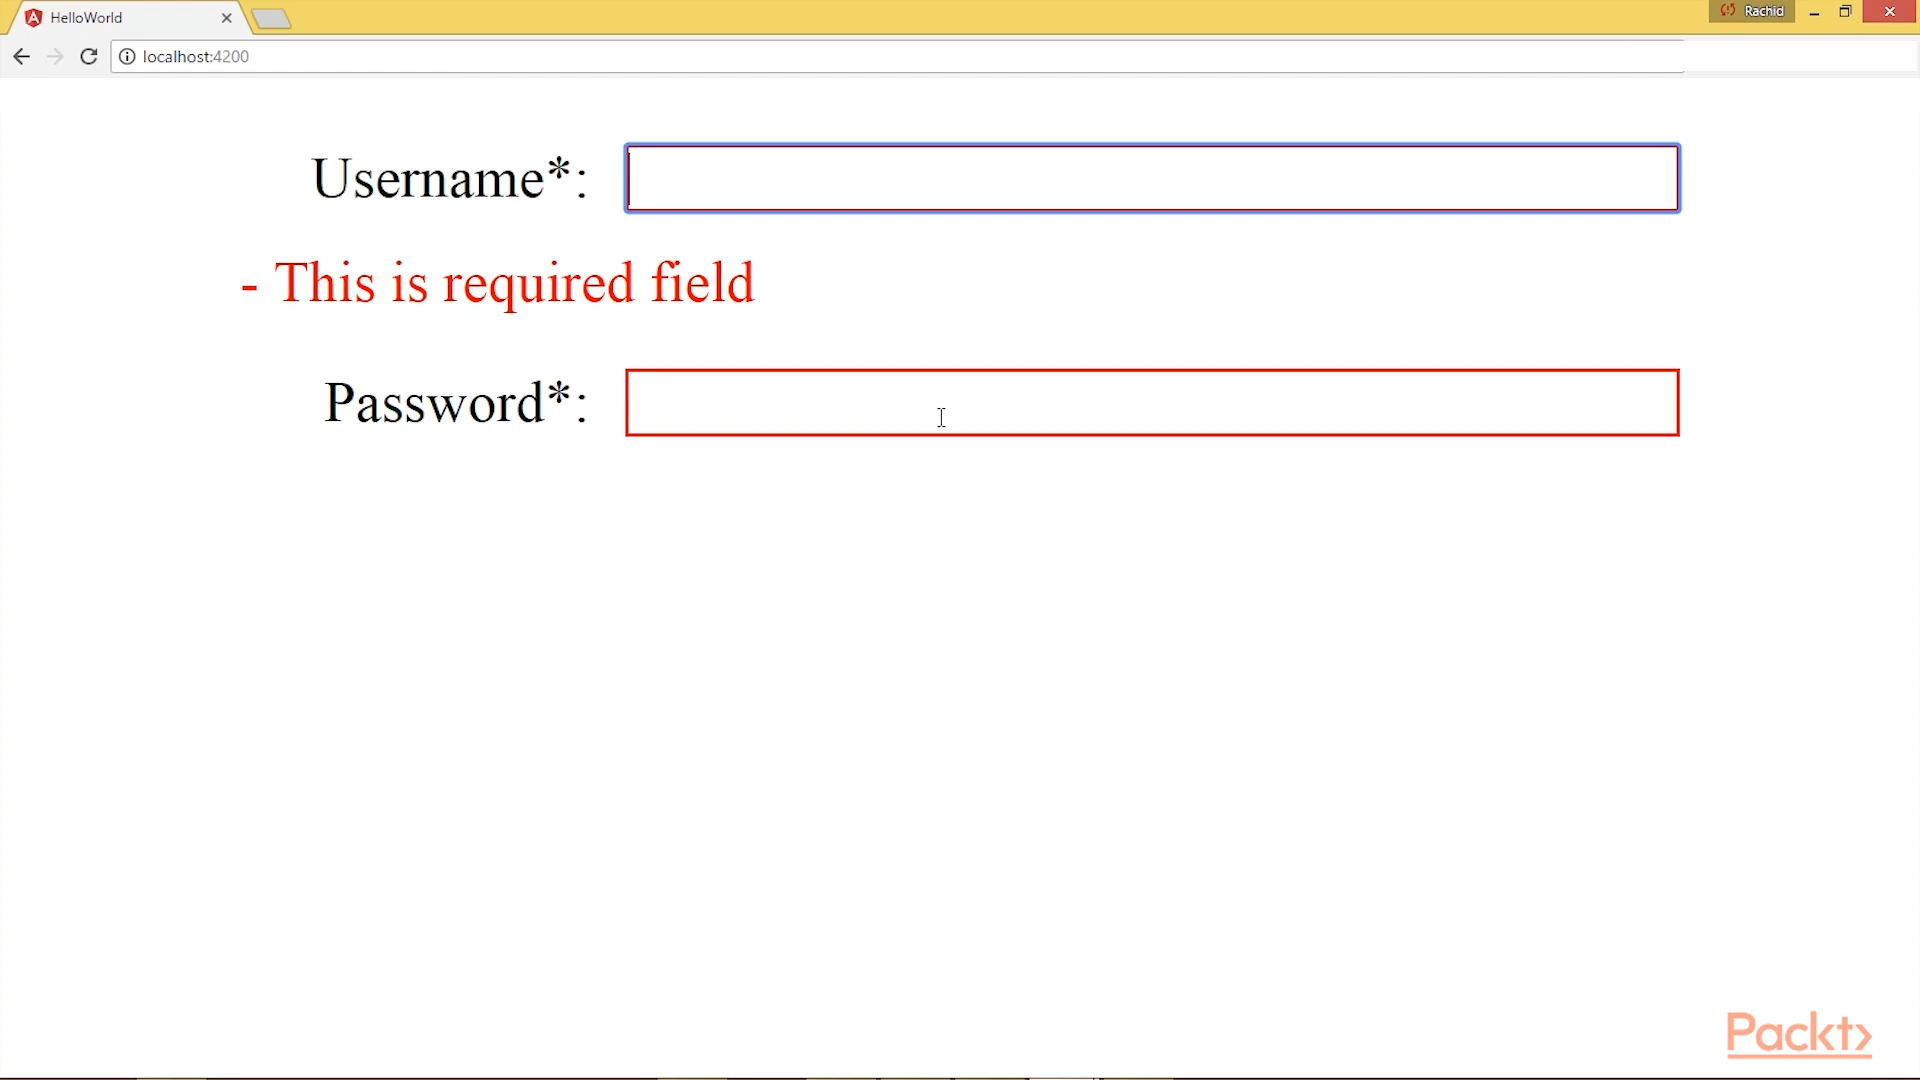 HelloWorld
Rachid
localhost:4200
Username*:
- This is required field
Password*:
Packt>